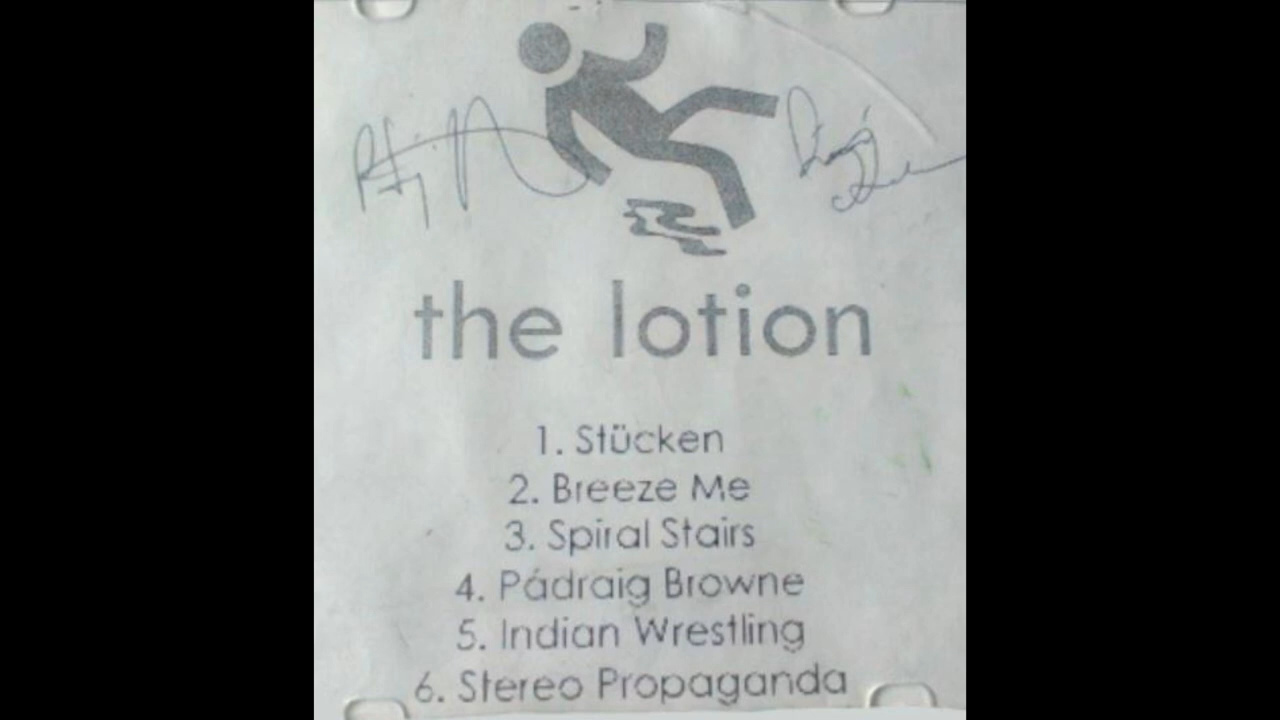 the lotion
1. Stücken
2. Breeze Me
3. Spiral Stairs
4. Pádraig Browne
5. Indian Wrestling
6. Stereo Propaganda